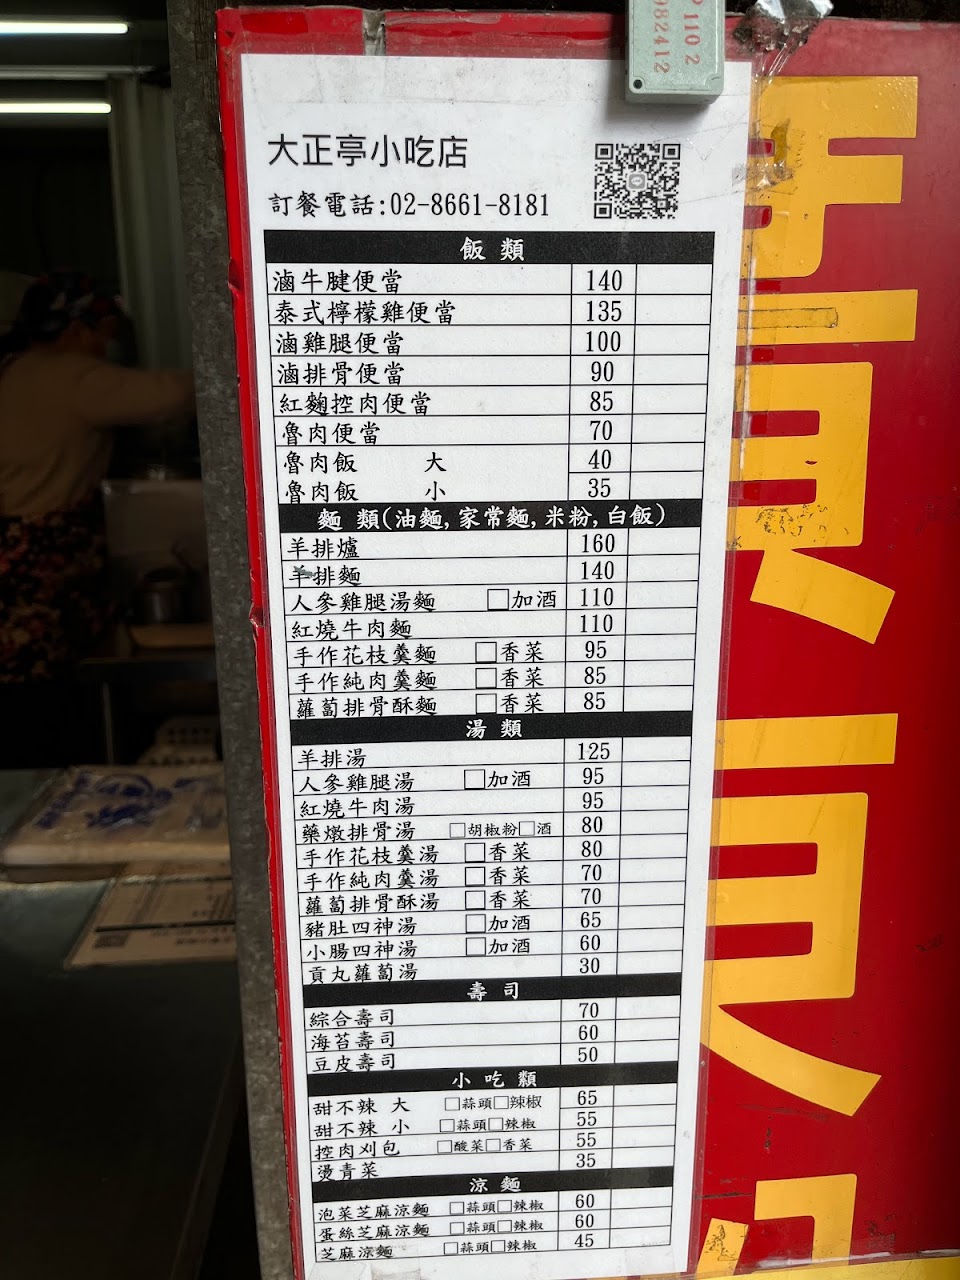 P 110 2
982412
大正亭小吃店
訂餐電話:02-8661-8181
飯 類
滷牛腱便當 140
泰式檸檬雞便當 135
滷雞腿便當 100
滷排骨便當 90
紅麴控肉便當 85
魯肉便當 70
魯肉飯 大 40
魯肉飯 小 35
麵 類(油麵,家常麵,米粉,白飯)
羊排爐 160
羊排麵 140
人參雞腿湯麵 □加酒 110
紅燒牛肉麵 110
手作花枝羹麵 □香菜 95
手作純肉羹麵 □香菜 85
蘿蔔排骨酥麵 □香菜 85
湯 類
羊排湯 125
人參雞腿湯 □加酒 95
紅燒牛肉湯 95
藥燉排骨湯 □胡椒粉□酒 80
手作花枝羹湯 □香菜 80
手作純肉羹湯 □香菜 70
蘿蔔排骨酥湯 □香菜 70
豬肚四神湯 □加酒 65
小腸四神湯 □加酒 60
貢丸蘿蔔湯 30
壽 司
綜合壽司 70
海苔壽司 60
豆皮壽司 50
小 吃 類
甜不辣 大 □蒜頭□辣椒 65
甜不辣 小 □蒜頭□辣椒 55
控肉刈包 □酸菜□香菜 55
燙青菜 35
涼 麵
泡菜芝麻涼麵 □蒜頭□辣椒 60
蛋絲芝麻涼麵 □蒜頭□辣椒 60
芝麻涼麵 □蒜頭□辣椒 45